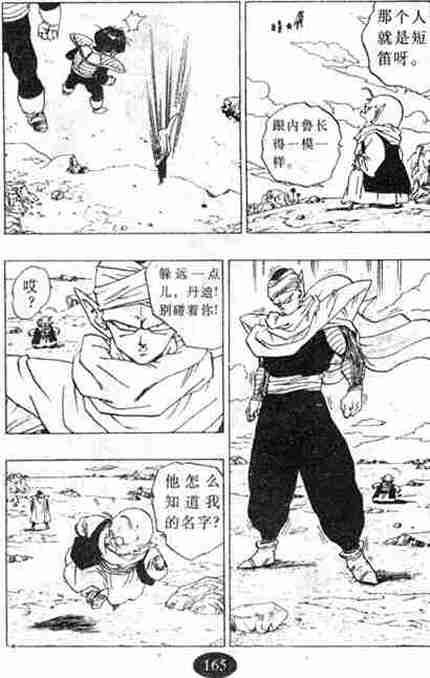 那个人
就是短
笛呀。
跟内鲁长
得一模一
样。
躲远一点
儿，丹迪！
别碰着你！
哎？
他怎么
知道我
的名字？
165